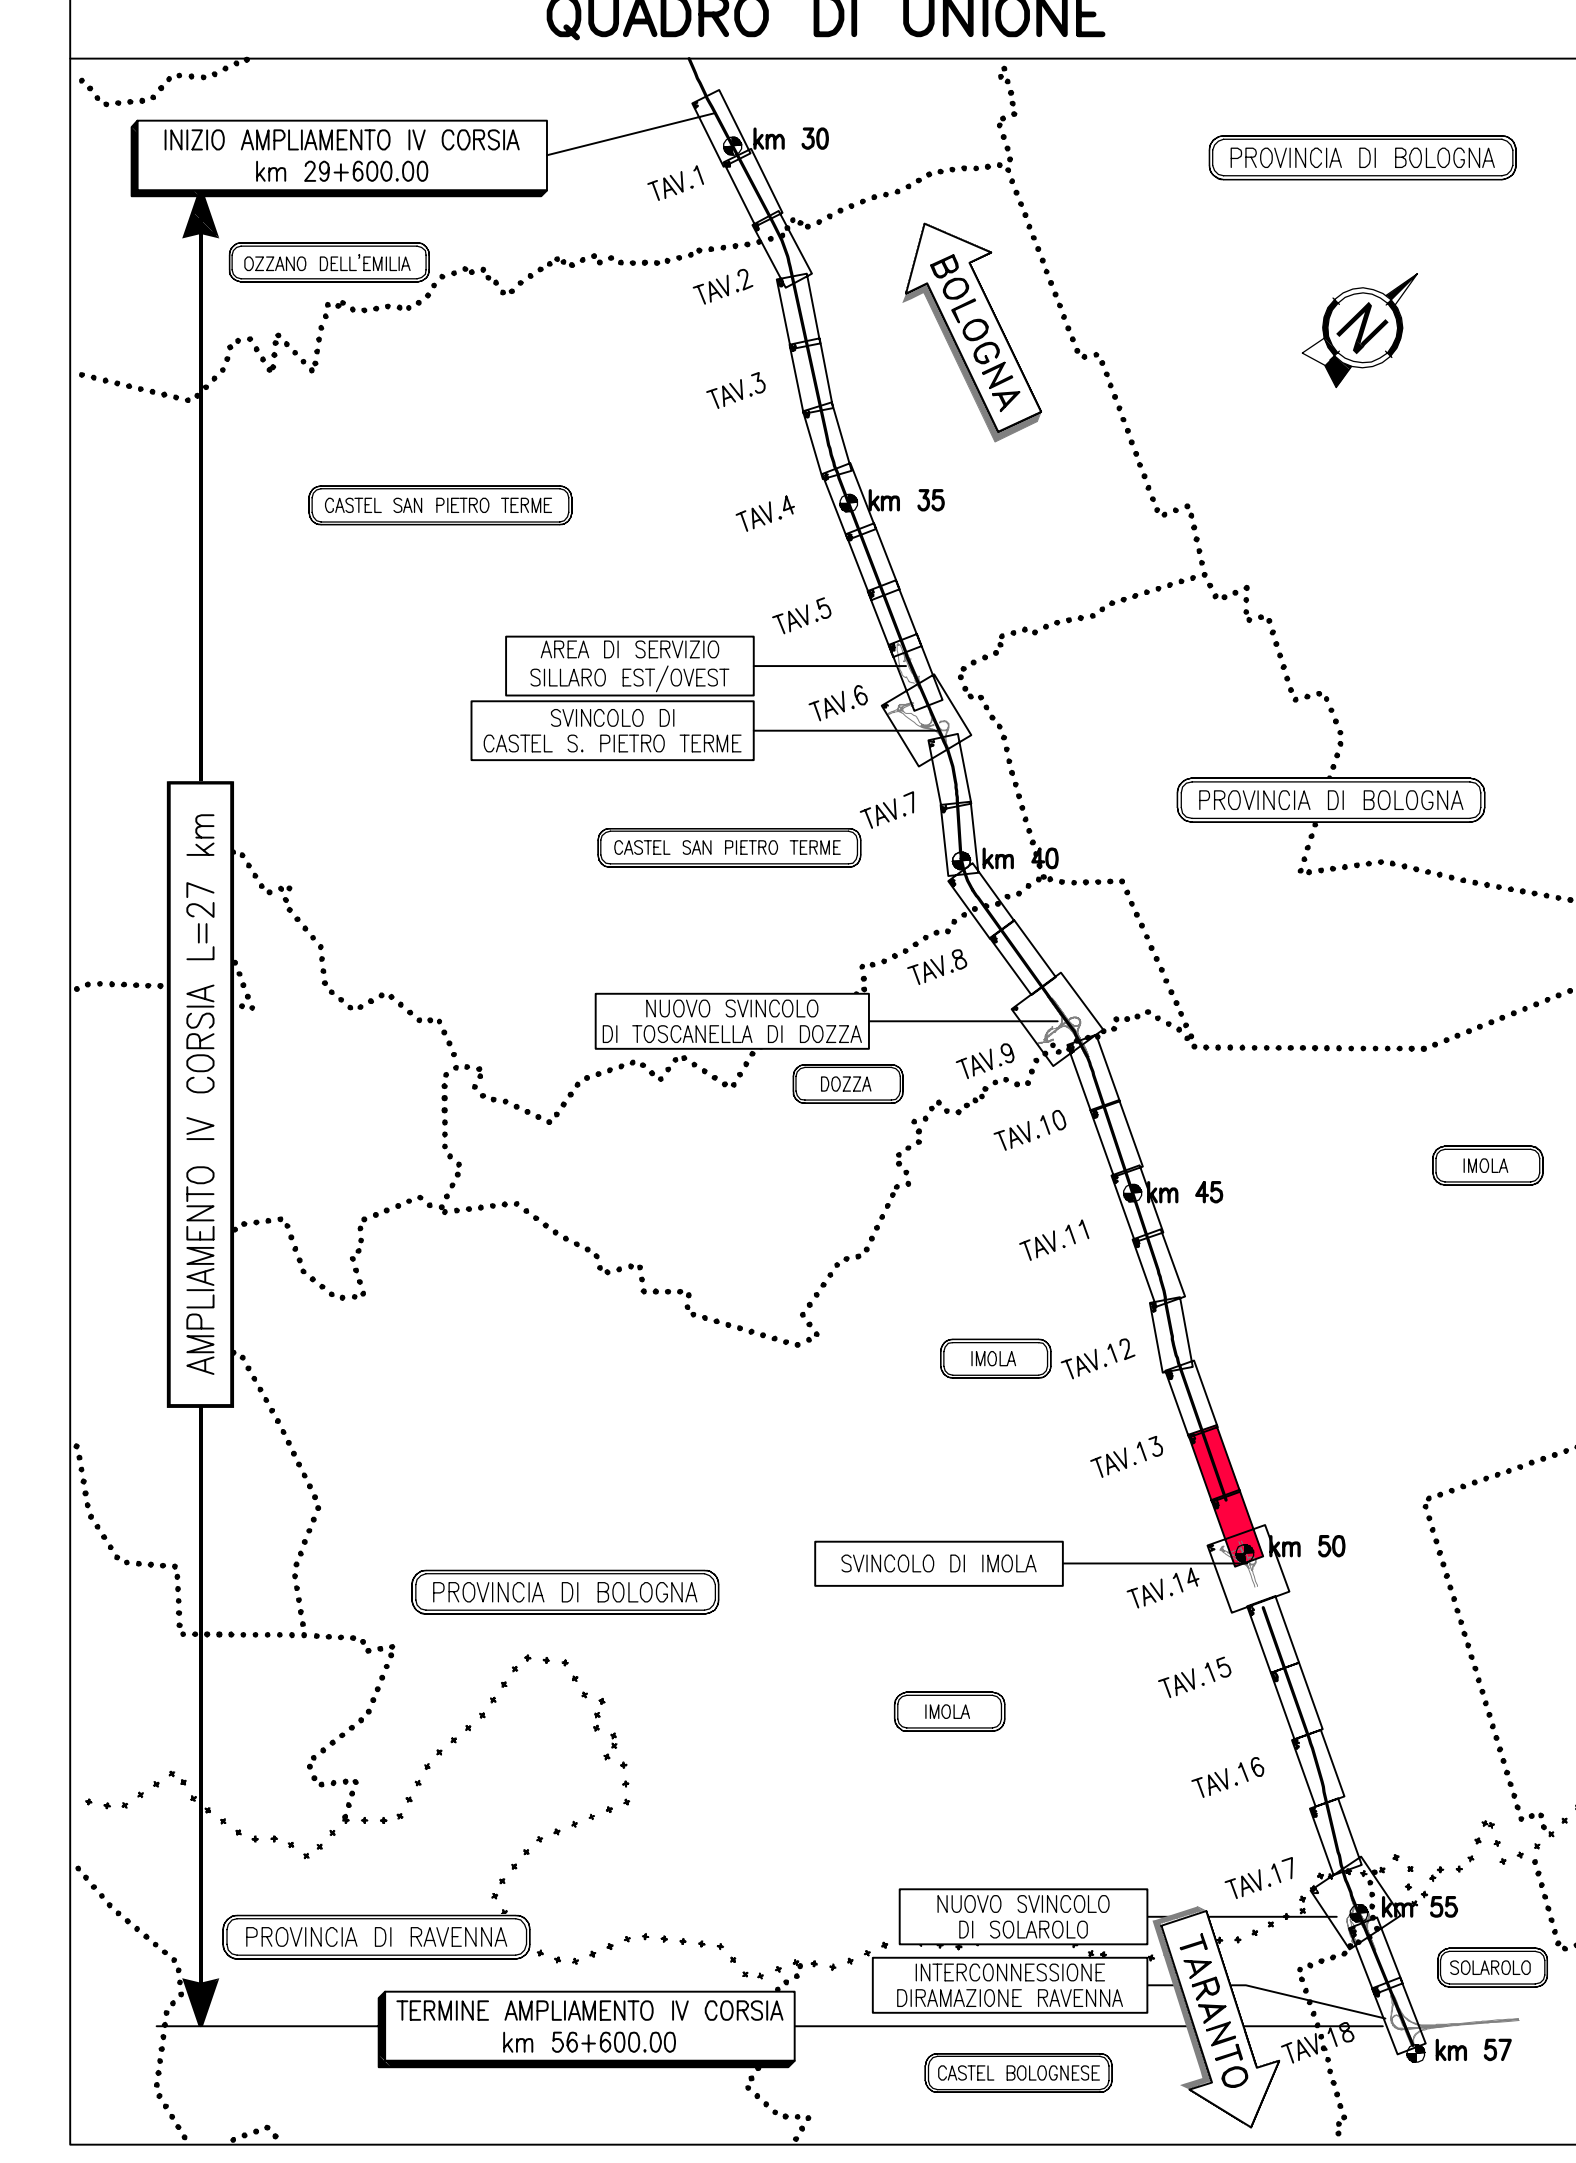 QUADRO DI UNIONE
INIZIO AMPLIAMENTO IV CORSIA
km 29+600.00
km 30
PROVINCIA DI BOLOGNA
TAV.1
OZZANO DELL'EMILIA
TAV.2
BOLOGNA
N
TAV.3
CASTEL SAN PIETRO TERME
TAV.4
km 35
TAV.5
AREA DI SERVIZIO
SILLARO EST/OVEST
TAV.6
SVINCOLO DI
CASTEL S. PIETRO TERME
TAV.7
PROVINCIA DI BOLOGNA
CASTEL SAN PIETRO TERME
km 40
AMPLIAMENTO IV CORSIA L=27 km
TAV.8
NUOVO SVINCOLO
DI TOSCANELLA DI DOZZA
TAV.9
DOZZA
TAV.10
IMOLA
km 45
TAV.11
IMOLA
TAV.12
TAV.13
SVINCOLO DI IMOLA
km 50
TAV.14
PROVINCIA DI BOLOGNA
TAV.15
IMOLA
TAV.16
TAV.17
NUOVO SVINCOLO
DI SOLAROLO
km 55
PROVINCIA DI RAVENNA
TARANTO
INTERCONNESSIONE
DIRAMAZIONE RAVENNA
SOLAROLO
TERMINE AMPLIAMENTO IV CORSIA
km 56+600.00
TAV.18
km 57
CASTEL BOLOGNESE